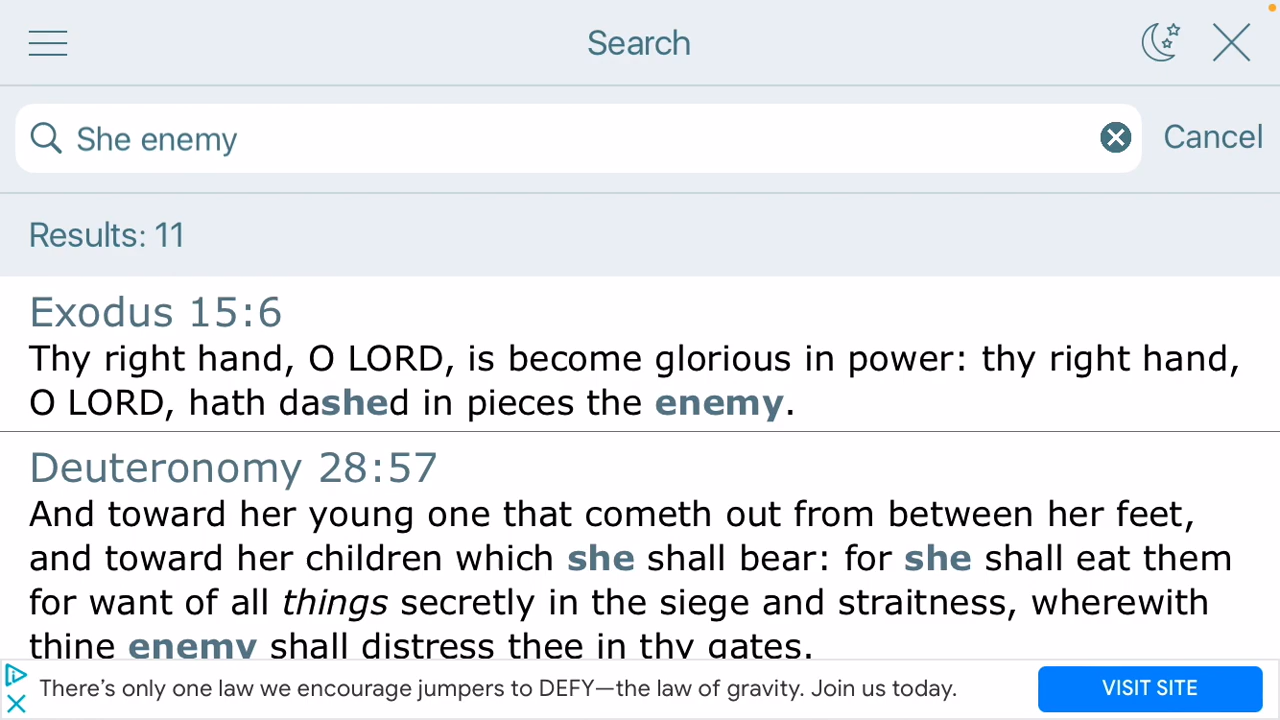 Search
She enemy
Cancel
Results: 11
Exodus 15:6
Thy right hand, O LORD, is become glorious in power: thy right hand,
O LORD, hath dashed in pieces the enemy.
Deuteronomy 28:57
And toward her young one that cometh out from between her feet,
and toward her children which she shall bear: for she shall eat them
for want of all things secretly in the siege and straitness, wherewith
thine enemy shall distress thee in thy gates.
There's only one law we encourage jumpers to DEFY—the law of gravity. Join us today.
VISIT SITE